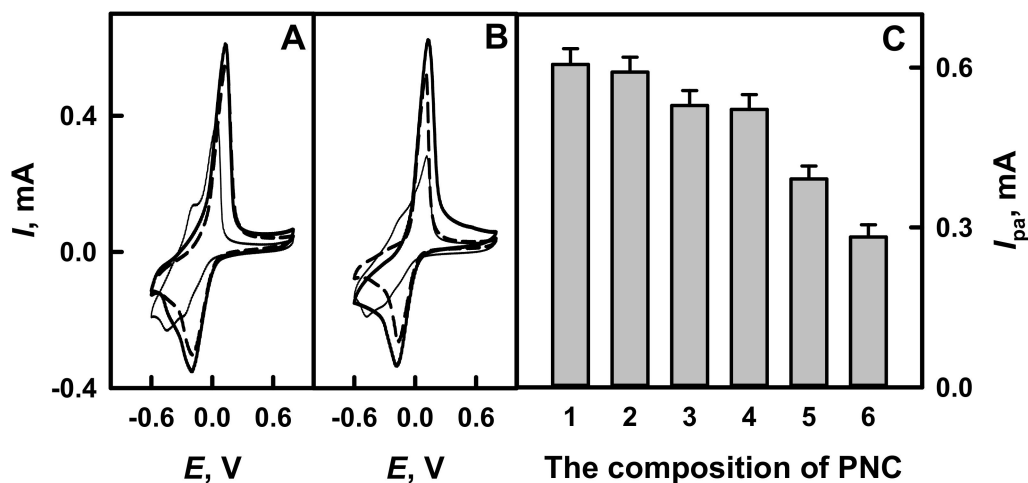 A
B
C
0.4
0.0
-0.4
I, mA
-0.6 0.0 0.6
E, V
-0.6 0.0 0.6
E, V
1 2 3 4 5 6
The composition of PNC
0.6
0.3
0.0
Ipa, mA